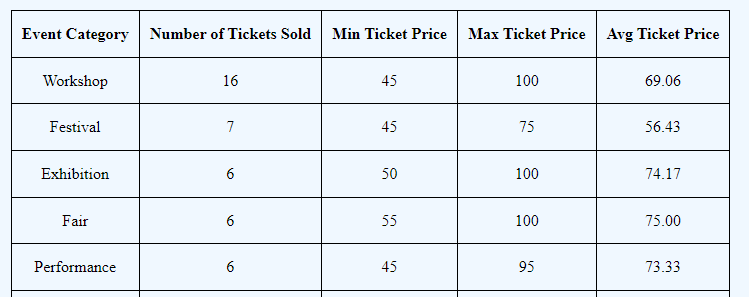 Event Category Number of Tickets Sold Min Ticket Price Max Ticket Price Avg Ticket Price
Workshop 16 45 100 69.06
Festival 7 45 75 56.43
Exhibition 6 50 100 74.17
Fair 6 55 100 75.00
Performance 6 45 95 73.33